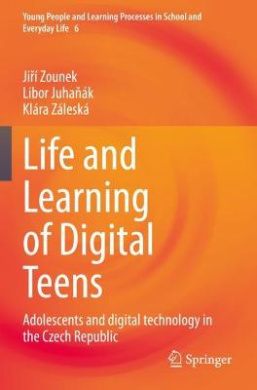 Young People and Learning Processes in School and
Everyday Life 6
Jiří Zounek
Libor Juhaňák
Klára Záleská
Life and
Learning
of Digital
Teens
Adolescents and digital technology in
the Czech Republic
Springer